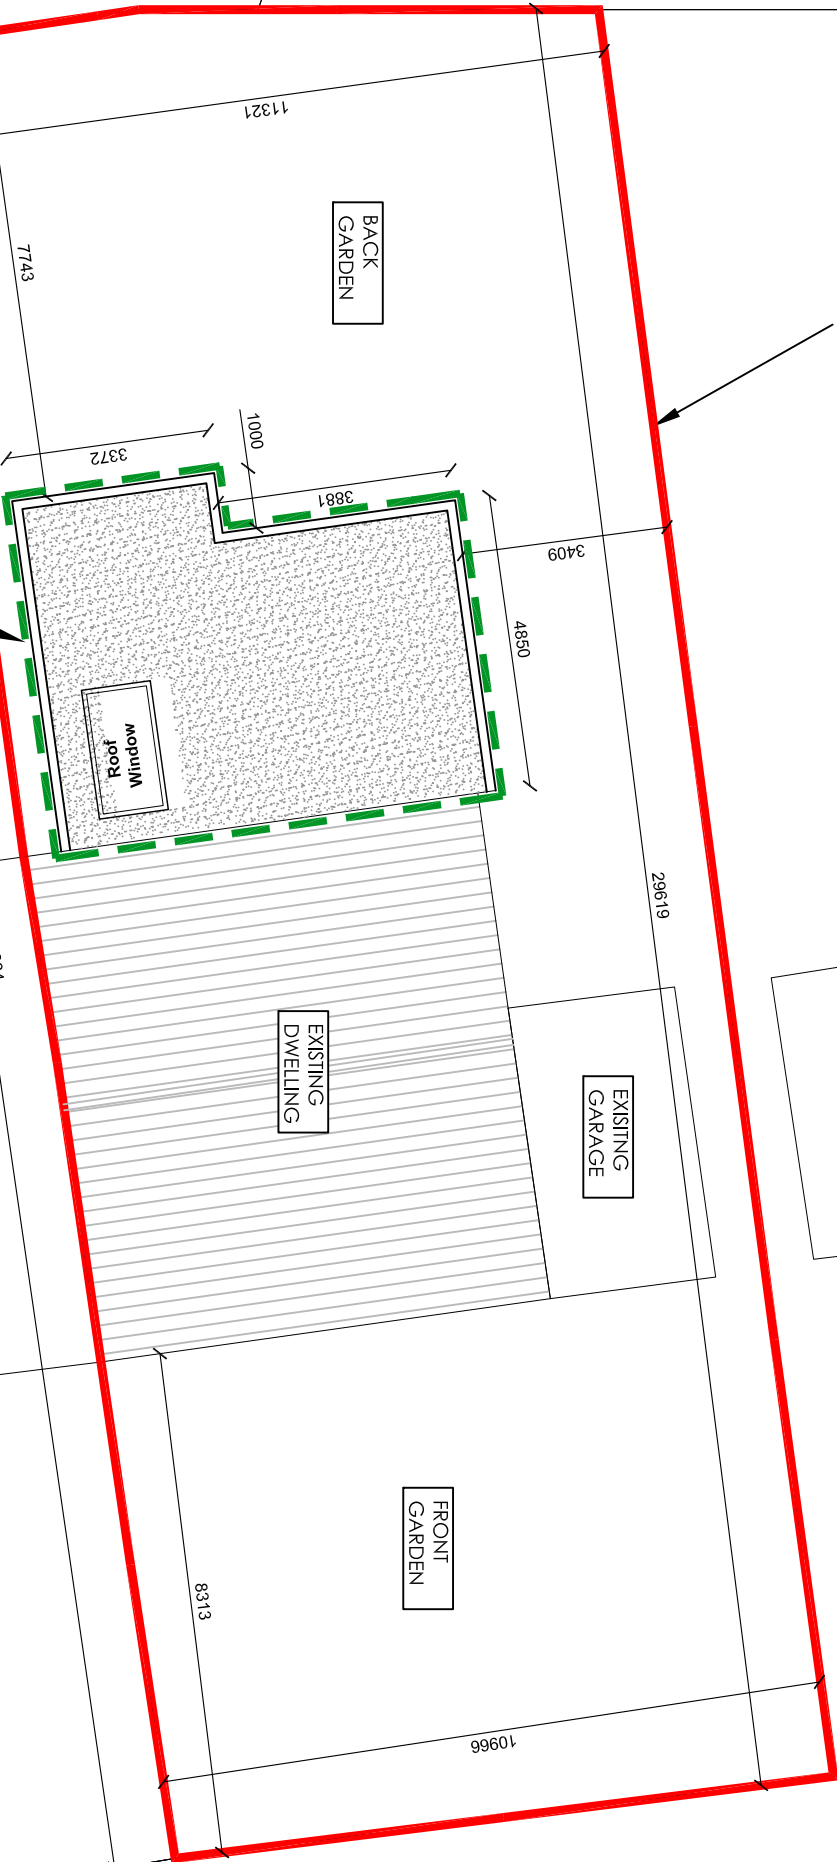 11321
BACK
GARDEN
7743
1000
3372
3881
3409
4850
Roof
Window
29619
EXISTING
DWELLING
EXISITNG
GARAGE
FRONT
GARDEN
8313
10966